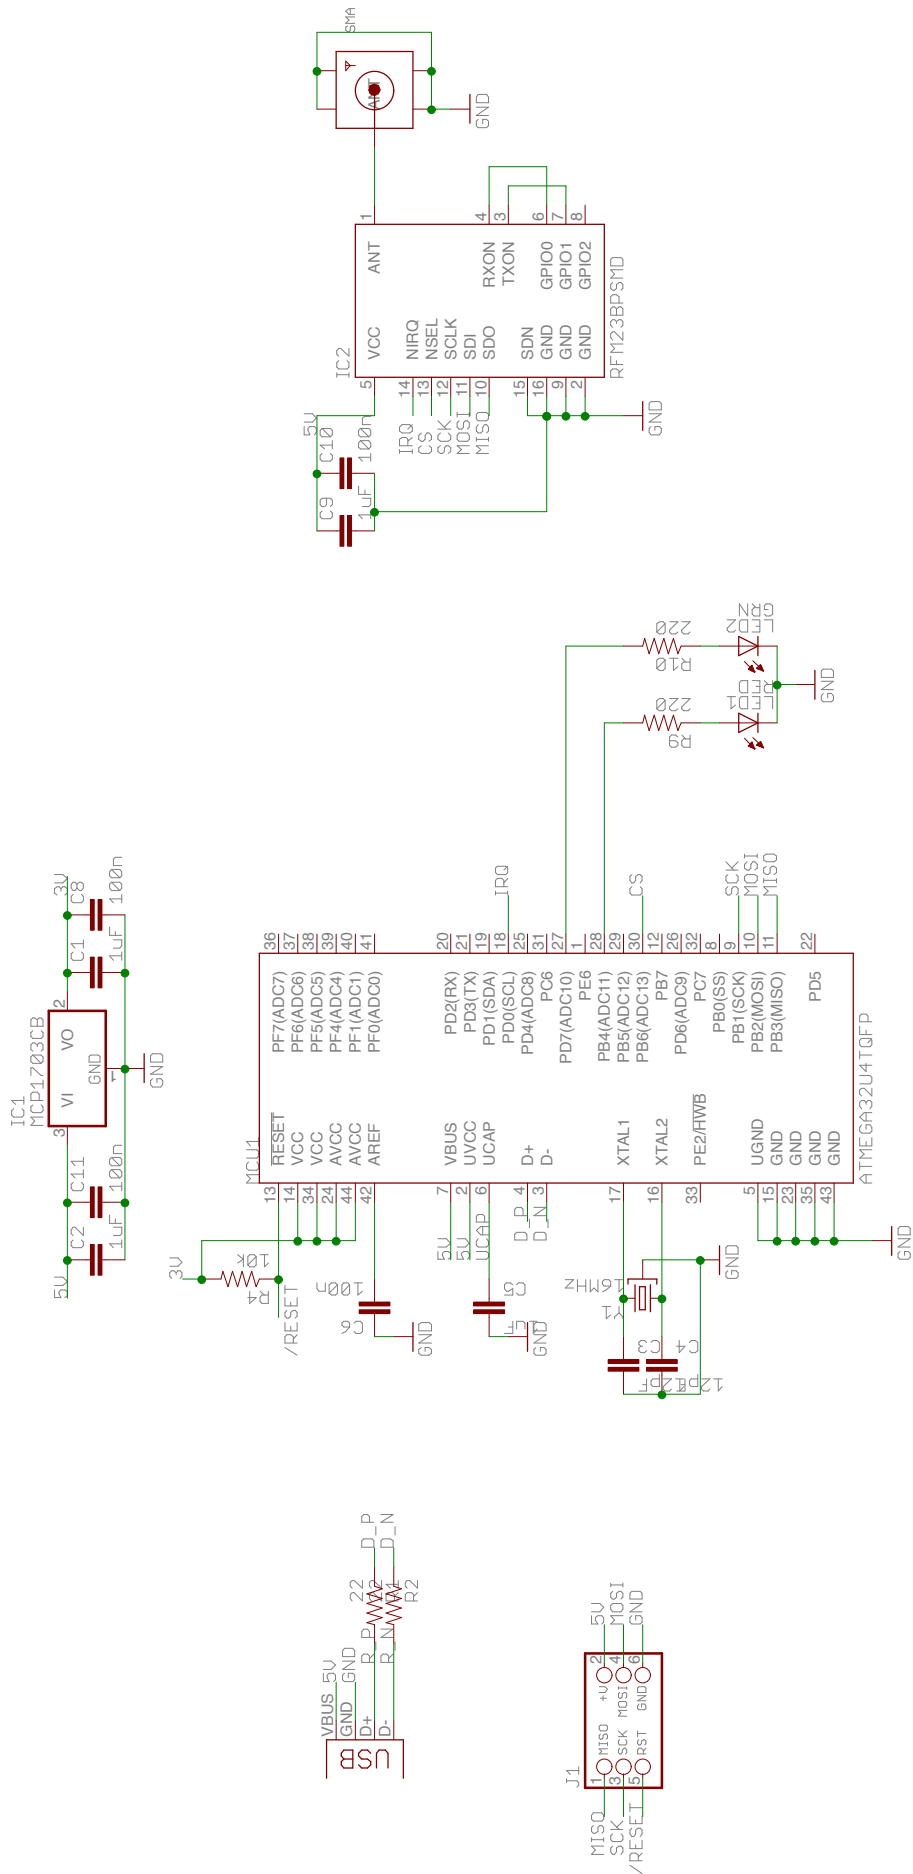 SMA
ANT
GND
1
4
3
6
7
8
ANT
RXON
TXON
GPIO0
GPIO1
GPIO2
IC2
VCC
NIRQ
NSEL
SCLK
SDI
SDO
SDN
GND
GND
GND
RFM23BPSMD
5
14
13
12
11
10
15
16
9
2
5V
IRQ
CS
SCK
MOSI
MISO
GND
C10
100n
C9
1uF
220
R10
LED2
GRN
220
R9
LED1
RED
GND
3V
C8
100n
C1
1uF
IC1
MCP1703CB
2
VO
GND
1
VI
3
GND
C11
100n
C2
1uF
5V
IRQ
CS
SCK
MOSI
MISO
36
37
38
39
40
41
20
21
19
18
25
31
27
1
28
29
30
12
26
32
8
9
10
11
22
PF7(ADC7)
PF6(ADC6)
PF5(ADC5)
PF4(ADC4)
PF1(ADC1)
PF0(ADC0)
PD2(RX)
PD3(TX)
PD1(SDA)
PD0(SCL)
PD4(ADC8)
PC6
PD7(ADC10)
PE6
PB4(ADC11)
PB5(ADC12)
PB6(ADC13)
PB7
PD6(ADC9)
PC7
PB0(SS)
PB1(SCK)
PB2(MOSI)
PB3(MISO)
PD5
MCU1
RESET
VCC
VCC
AVCC
AVCC
AREF
VBUS
UVCC
UCAP
D+
D-
XTAL1
XTAL2
PE2/HWB
UGND
GND
GND
GND
GND
ATMEGA32U4TQFP
13
14
34
24
44
42
7
2
6
4
3
17
16
33
5
15
23
35
43
3V
10k
R4
/RESET
100n
C6
GND
5V
5V
UCAP
D_P
D_N
C5
1uF
GND
16MHz
Y1
C3
12pF
C4
12pF
GND
GND
D_P
D_N
22
22
R1
R2
R_P
R_N
5V
GND
VBUS
GND
D+
D-
USB
5V
MOSI
GND
2
4
6
+V
MOSI
GND
MISO
SCK
RST
J1
1
3
5
MISO
SCK
/RESET